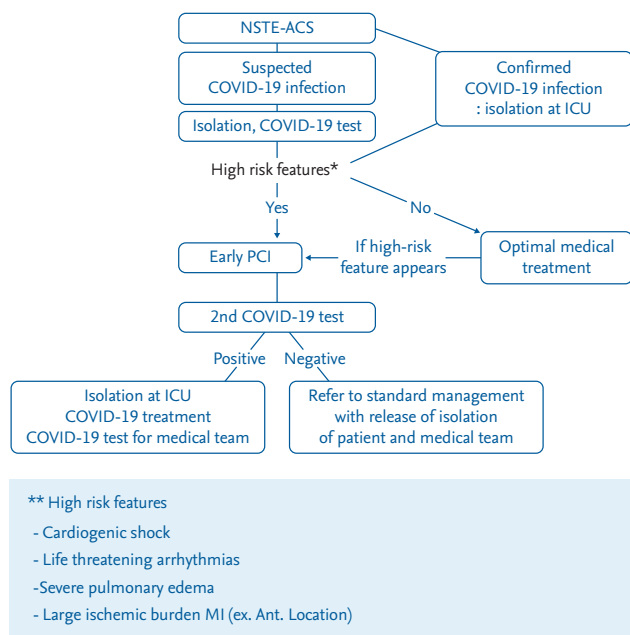 NSTE-ACS
Suspected
COVID-19 infection
Confirmed
COVID-19 infection
: isolation at ICU
Isolation, COVID-19 test
High risk features*
Yes
No
Early PCI
If high-risk
feature appears
Optimal medical
treatment
2nd COVID-19 test
Positive
Negative
Isolation at ICU
COVID-19 treatment
COVID-19 test for medical team
Refer to standard management
with release of isolation
of patient and medical team
** High risk features
- Cardiogenic shock
- Life threatening arrhythmias
-Severe pulmonary edema
- Large ischemic burden MI (ex. Ant. Location)